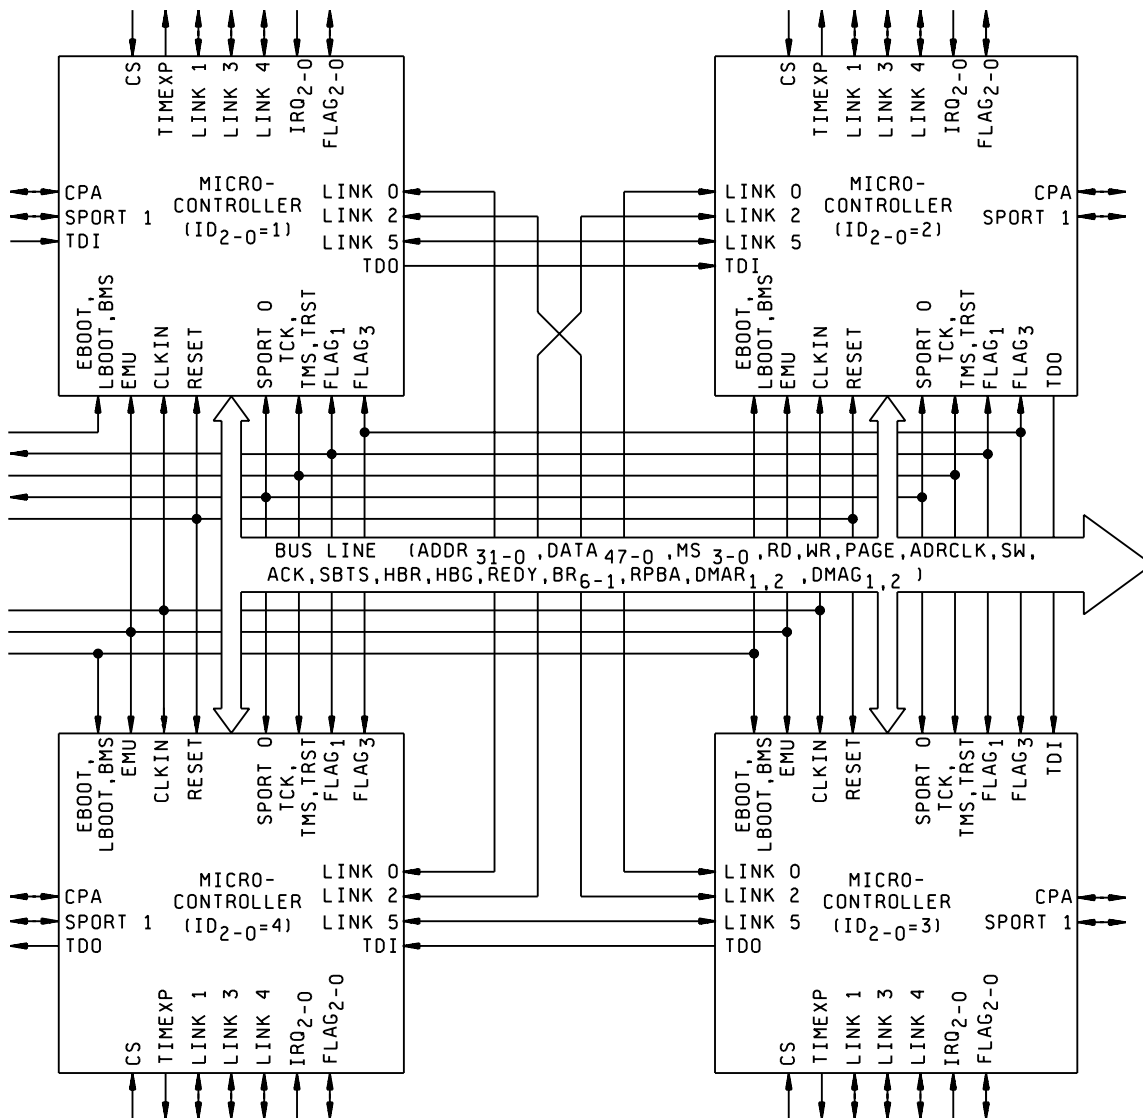 CS
TIMEXP
LINK 1
LINK 3
LINK 4
IRQ2-0
FLAG2-0
CPA
SPORT 1
TDI
MICRO-
CONTROLLER
(ID2-0=1)
LINK 0
LINK 2
LINK 5
TDO
EBOOT,
LBOOT,BMS
EMU
CLKIN
RESET
SPORT 0
TCK,
TMS,TRST
FLAG1
FLAG3
CS
TIMEXP
LINK 1
LINK 3
LINK 4
IRQ2-0
FLAG2-0
LINK 0
LINK 2
LINK 5
TDI
MICRO-
CONTROLLER
(ID2-0=2)
CPA
SPORT 1
EBOOT,
LBOOT,BMS
EMU
CLKIN
RESET
SPORT 0
TCK,
TMS,TRST
FLAG1
FLAG3
TDO
BUS LINE (ADDR 31-0 ,DATA 47-0 ,MS 3-0 ,RD,WR,PAGE,ADRCLK,SW,
ACK,SBTS,HBR,HBG,REDY,BR6-1,RPBA,DMAR1,2 ,DMAG1,2 )
EBOOT,
LBOOT,BMS
EMU
CLKIN
RESET
SPORT 0
TCK,
TMS,TRST
FLAG1
FLAG3
CPA
SPORT 1
TDO
MICRO-
CONTROLLER
(ID2-0=4)
LINK 0
LINK 2
LINK 5
TDI
CS
TIMEXP
LINK 1
LINK 3
LINK 4
IRQ2-0
FLAG2-0
EBOOT,
LBOOT,BMS
EMU
CLKIN
RESET
SPORT 0
TCK,
TMS,TRST
FLAG1
FLAG3
TDI
LINK 0
LINK 2
LINK 5
TDO
MICRO-
CONTROLLER
(ID2-0=3)
CPA
SPORT 1
CS
TIMEXP
LINK 1
LINK 3
LINK 4
IRQ2-0
FLAG2-0